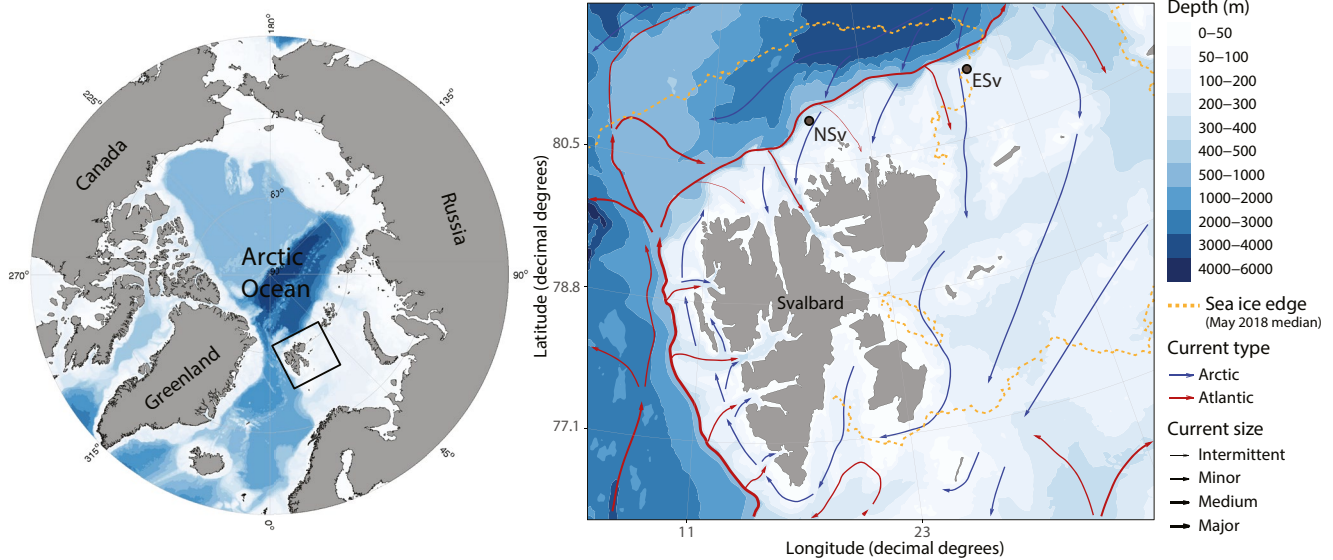 180°
225°
135°
75°
Canada
Russia
Arctic
Ocean
270°
90°
Greenland
315°
45°
0°
80.5
78.8
77.1
Latitude (decimal degrees)
ESv
NSv
Svalbard
11
23
Longitude (decimal degrees)
Depth (m)
0–50
50–100
100–200
200–300
300–400
400–500
500–1000
1000–2000
2000–3000
3000–4000
4000–6000
Sea ice edge
(May 2018 median)
Current type
Arctic
Atlantic
Current size
Intermittent
Minor
Medium
Major